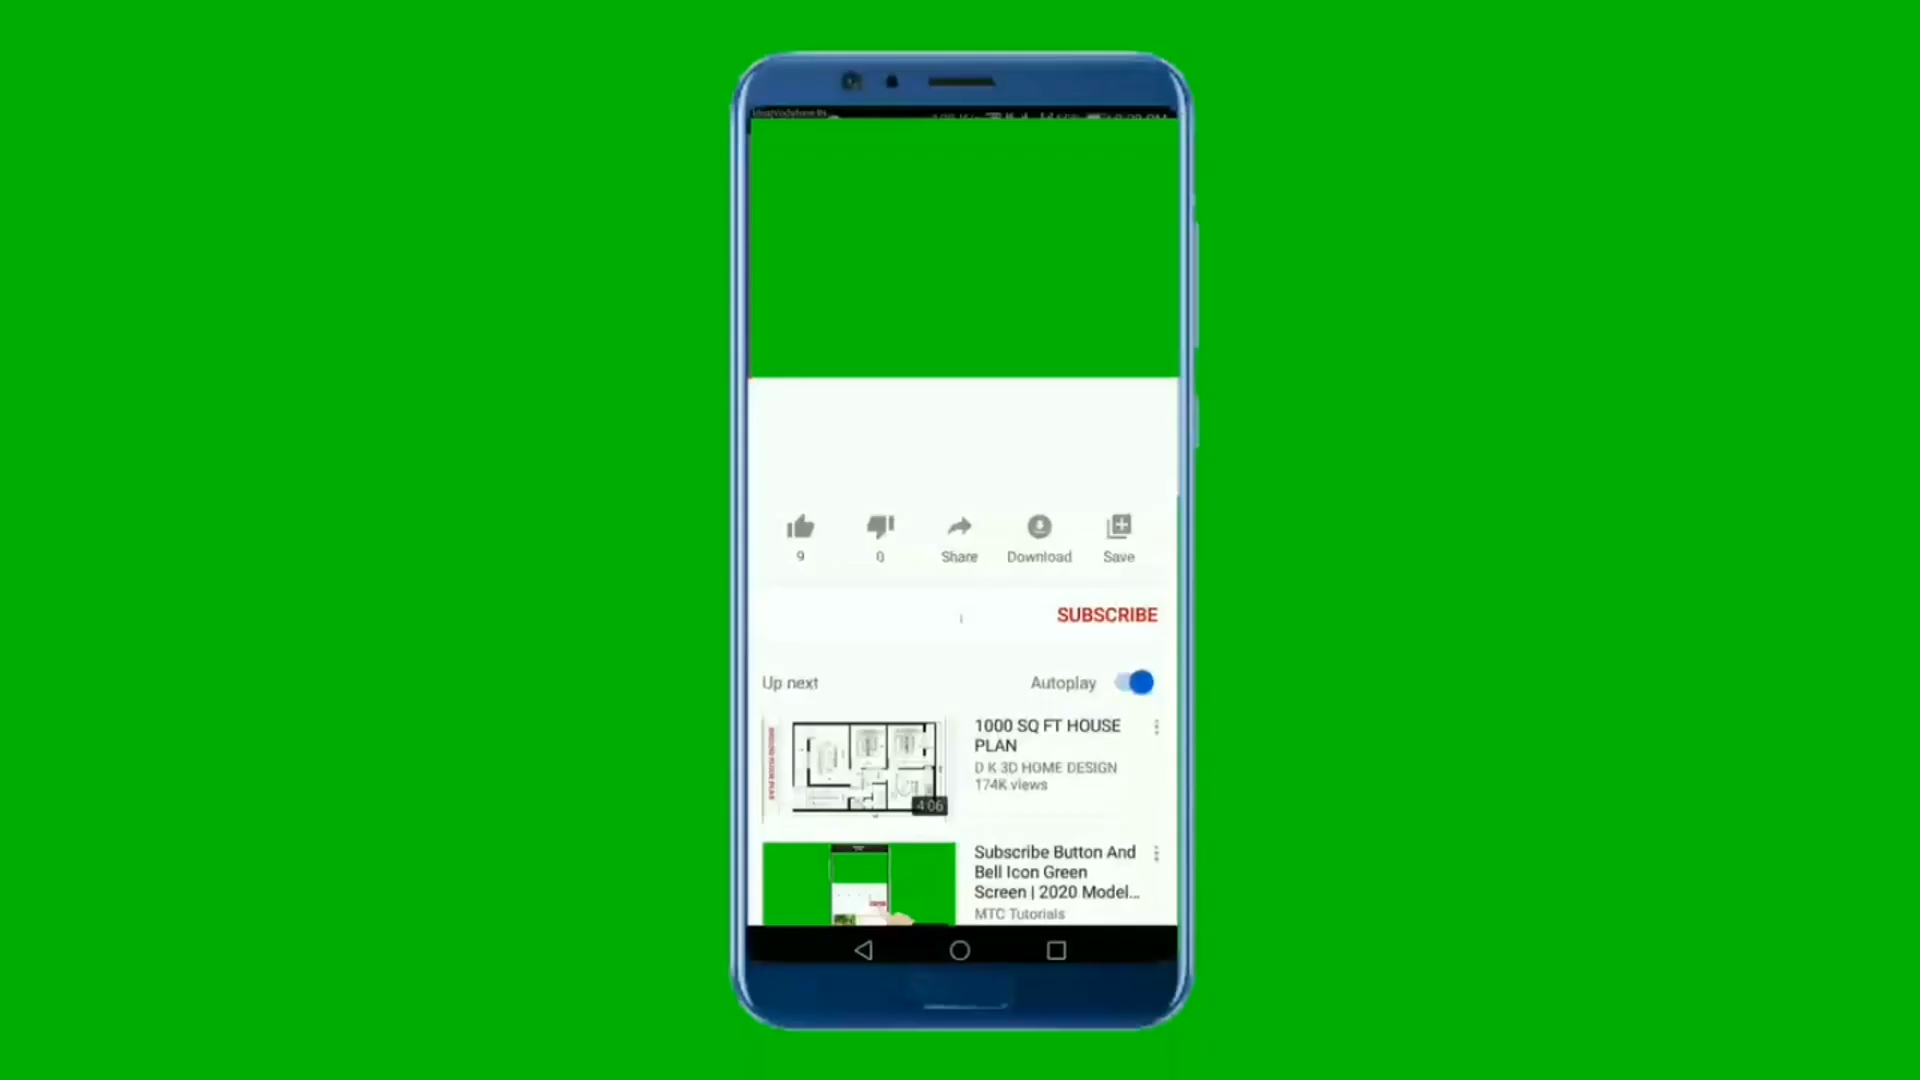 9
0
Share
Download
Save
SUBSCRIBE
Up next
Autoplay
1000 SQ FT HOUSE
PLAN
D K 3D HOME DESIGN
174K views
4:06
Subscribe Button And
Bell Icon Green
Screen | 2020 Model...
MTC Tutorials